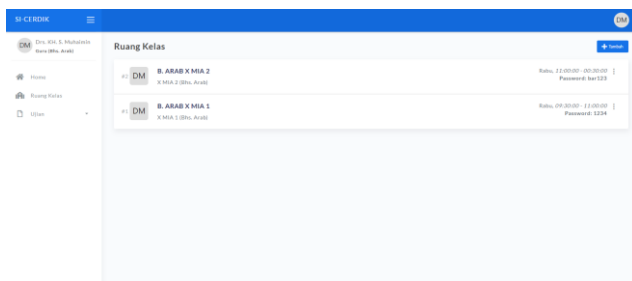 SI-CERDIK
DM
DM
Drs. KH. S. Muhaimin
Guru (Bhs. Arab)
Home
Ruang Kelas
Ujian
Ruang Kelas
+ Tambah
#2 DM
B. ARAB X MIA 2
X MIA 2 (Bhs. Arab)
Rabu, 11:00:00 - 00:30:00
Password: bar123
#1 DM
B. ARAB X MIA 1
X MIA 1 (Bhs. Arab)
Rabu, 09:30:00 - 11:00:00
Password: 1234